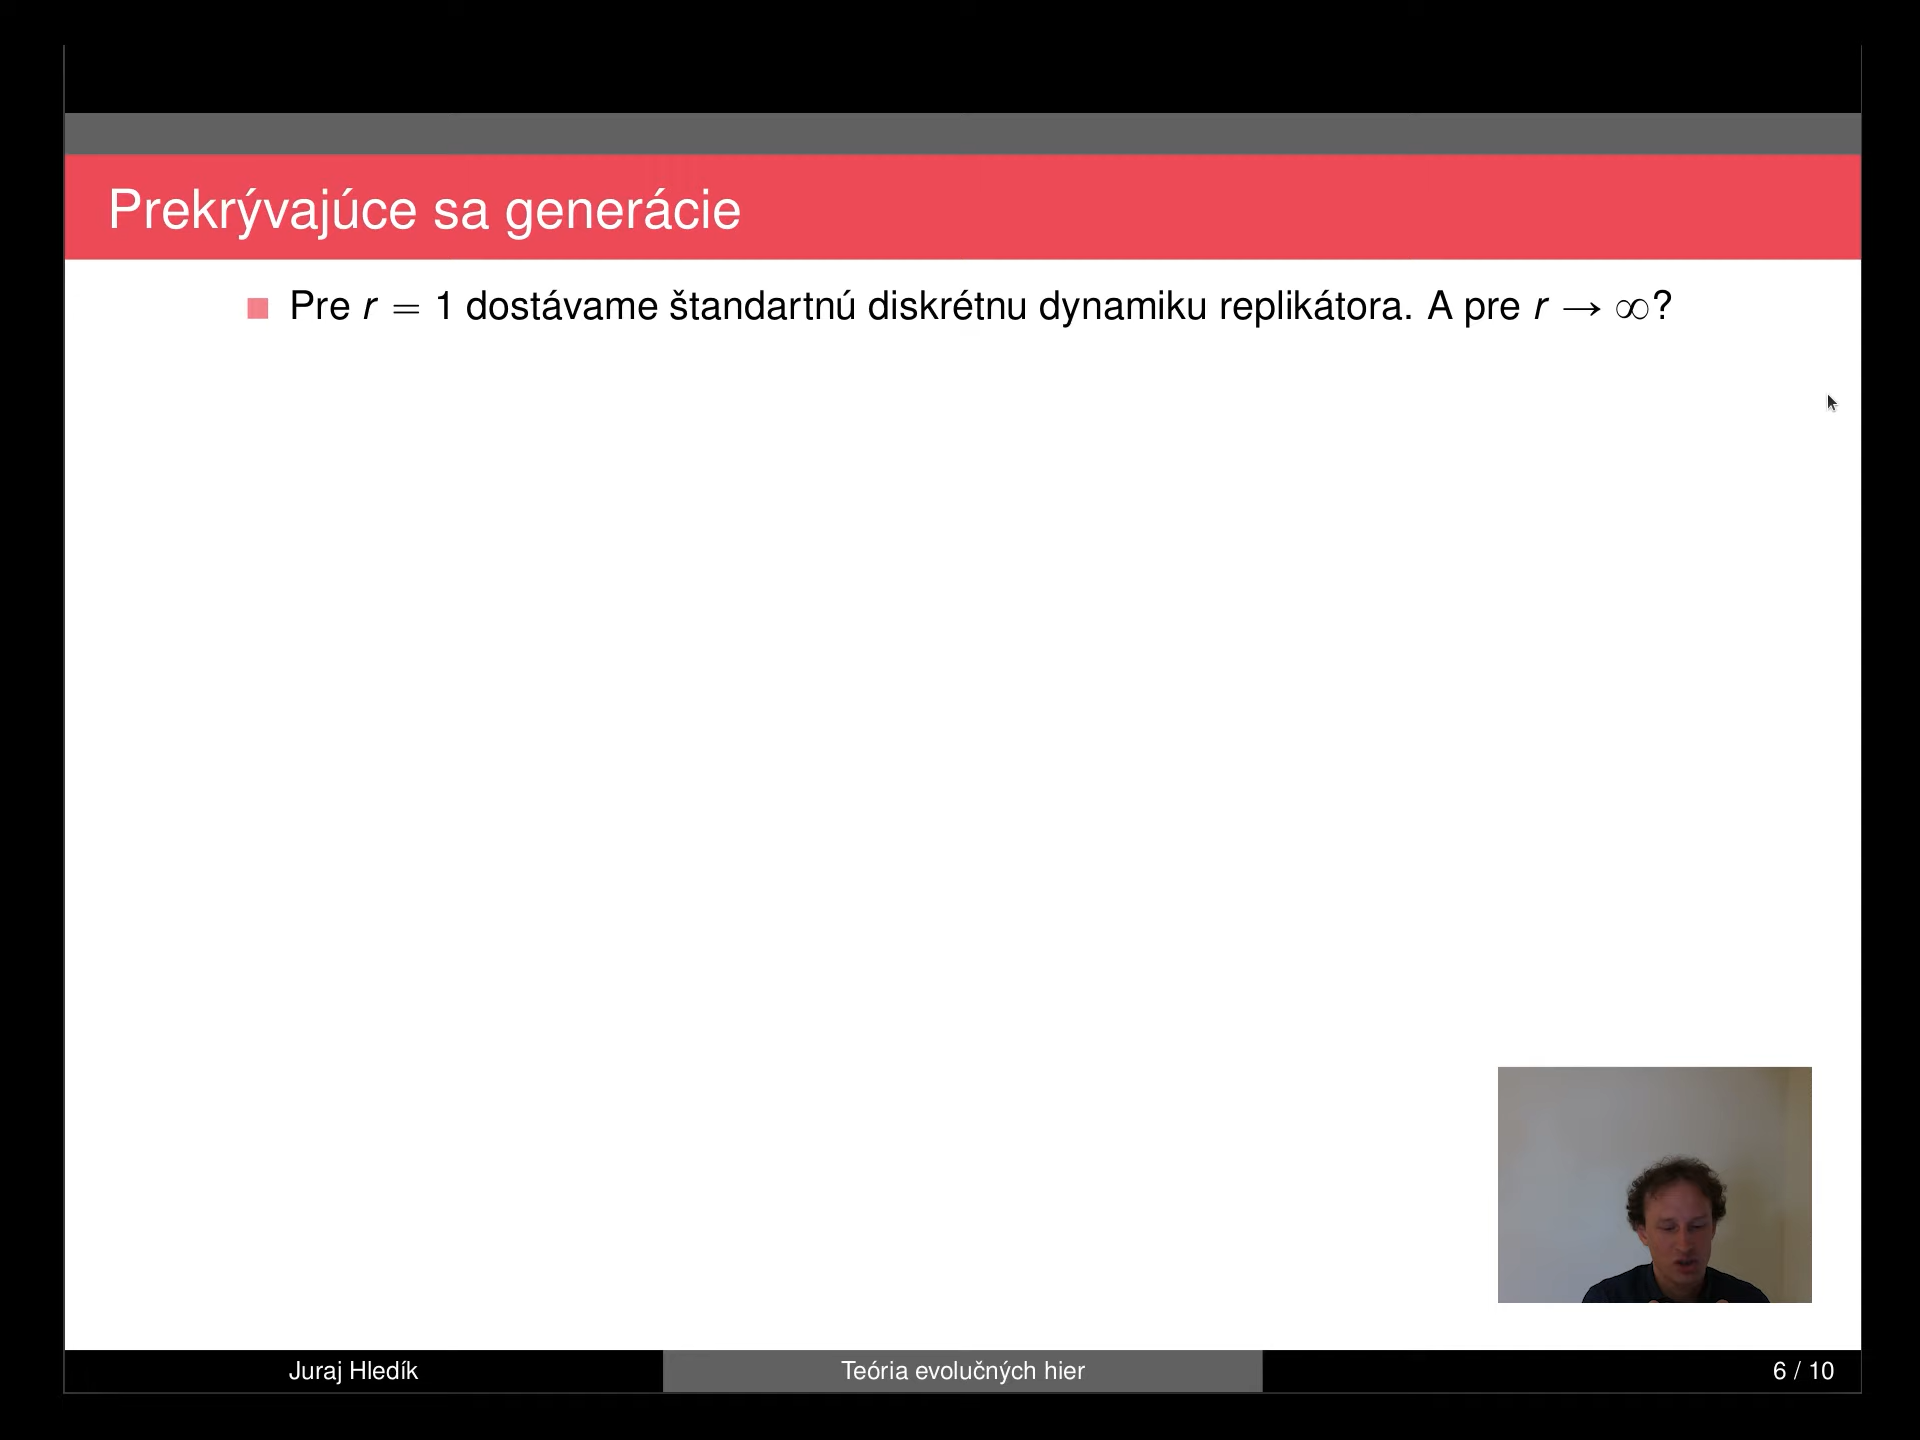 Prekrývajúce sa generácie
Pre r = 1 dostávame štandartnú diskrétnu dynamiku replikátora. A pre r → ∞?
Juraj Hledík
Teória evolučných hier
6 / 10